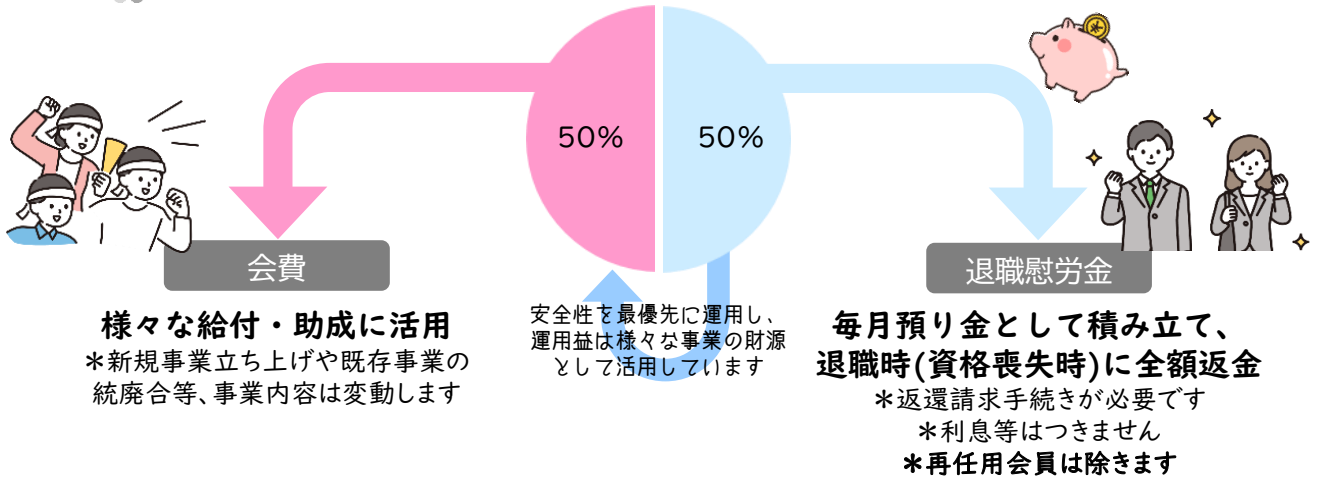 50%
50%
会費
様々な給付・助成に活用
＊新規事業立ち上げや既存事業の
統廃合等、事業内容は変動します
安全性を最優先に運用し、
運用益は様々な事業の財源
として活用しています
退職慰労金
毎月預り金として積み立て、
退職時(資格喪失時)に全額返金
＊返還請求手続きが必要です
＊利息等はつきません
＊再任用会員は除きます